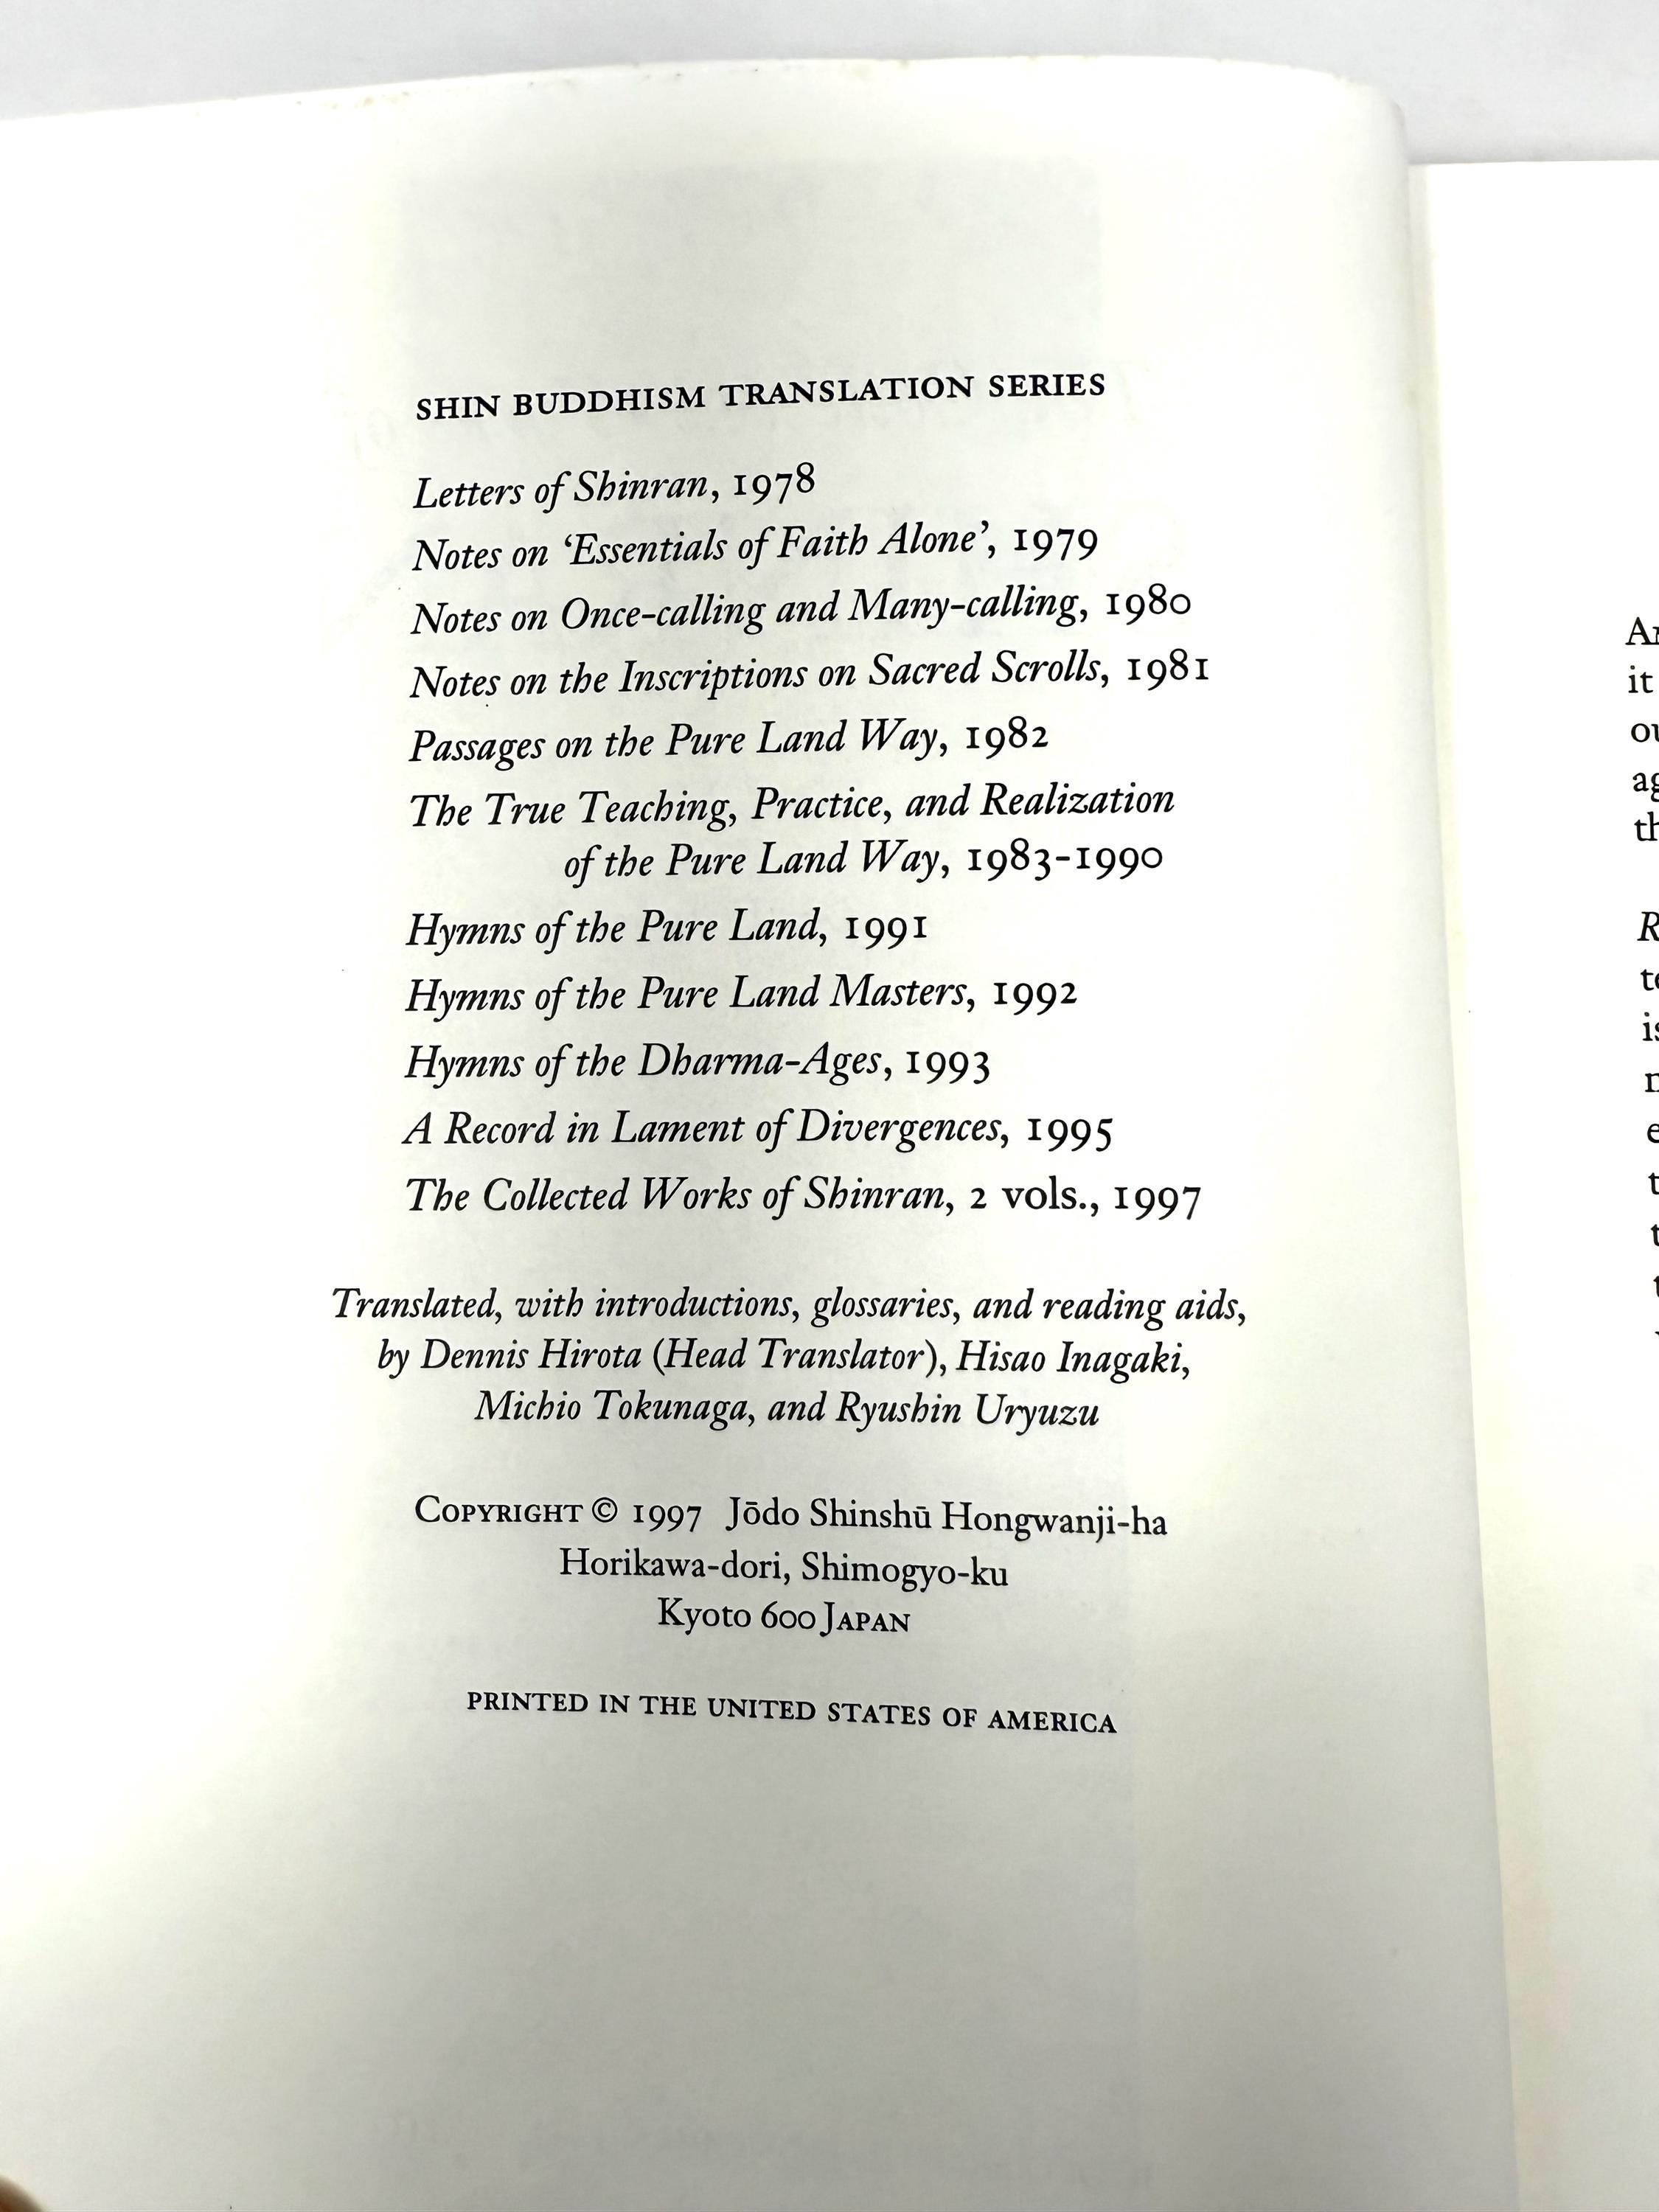 SHIN BUDDHISM TRANSLATION SERIES
Letters of Shinran, 1978
Notes on ‘Essentials of Faith Alone’, 1979
Notes on Once-calling and Many-calling, 1980
Notes on the Inscriptions on Sacred Scrolls, 1981
Passages on the Pure Land Way, 1982
The True Teaching, Practice, and Realization
of the Pure Land Way, 1983-1990
Hymns of the Pure Land, 1991
Hymns of the Pure Land Masters, 1992
Hymns of the Dharma-Ages, 1993
A Record in Lament of Divergences, 1995
The Collected Works of Shinran, 2 vols., 1997
Translated, with introductions, glossaries, and reading aids,
by Dennis Hirota (Head Translator), Hisao Inagaki,
Michio Tokunaga, and Ryushin Uryuzu
COPYRIGHT © 1997 Jōdo Shinshū Hongwanji-ha
Horikawa-dori, Shimogyo-ku
Kyoto 600 JAPAN
PRINTED IN THE UNITED STATES OF AMERICA
it